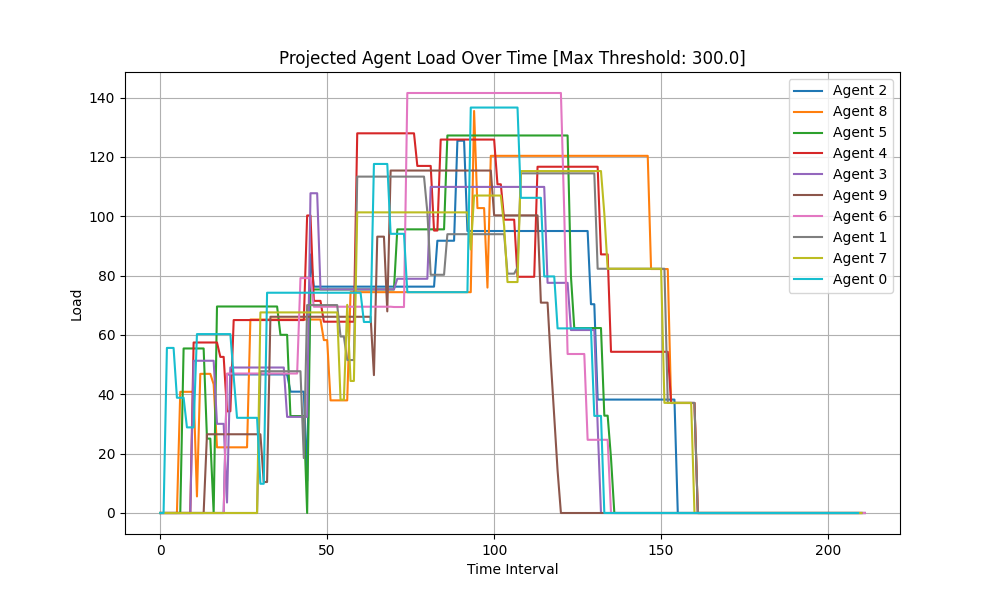 Projected Agent Load Over Time [Max Threshold: 300.0]
Load
140
120
100
80
60
40
20
0
0 50 100 150 200
Time Interval
Agent 2
Agent 8
Agent 5
Agent 4
Agent 3
Agent 9
Agent 6
Agent 1
Agent 7
Agent 0